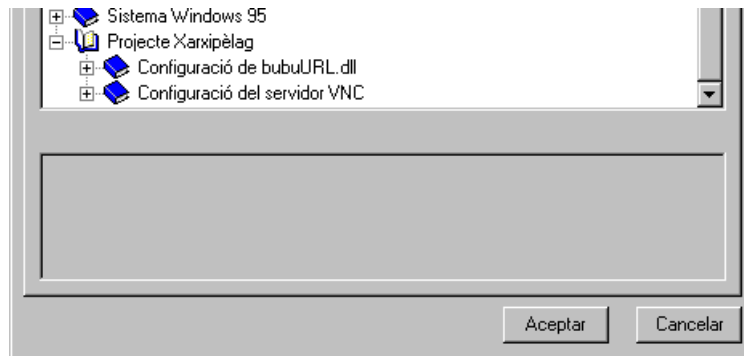 Sistema Windows 95
Projecte Xarxipèlag
Configuració de bubuURL.dll
Configuració del servidor VNC
Aceptar Cancelar